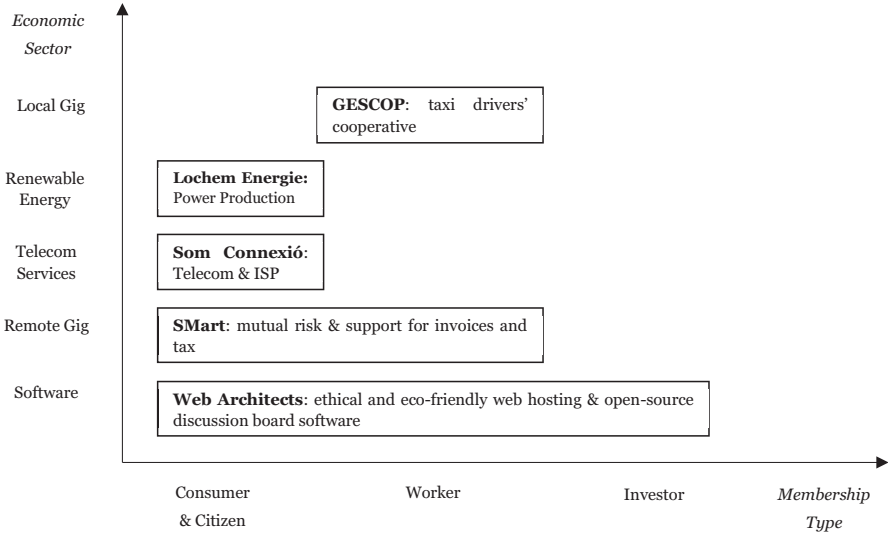 Economic
Sector
Local Gig
GESCOP: taxi drivers'
cooperative
Renewable
Energy
Lochem Energie:
Power Production
Telecom
Services
Som Connexió:
Telecom & ISP
Remote Gig
SMart: mutual risk & support for invoices and
tax
Software
Web Architects: ethical and eco-friendly web hosting & open-source
discussion board software
Consumer
& Citizen
Worker
Investor
Membership
Type